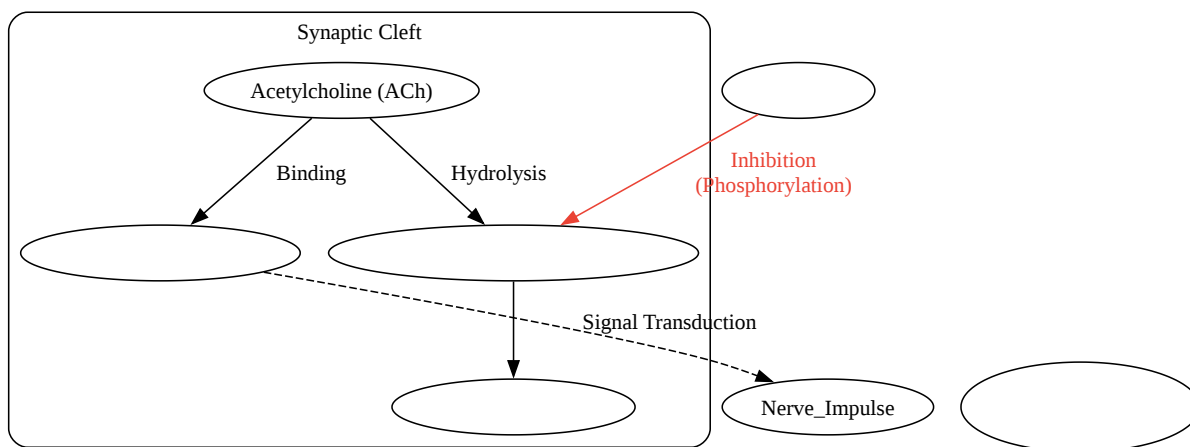 Synaptic Cleft
Acetylcholine (ACh)
Binding
Hydrolysis
Inhibition
(Phosphorylation)
Signal Transduction
Nerve_Impulse